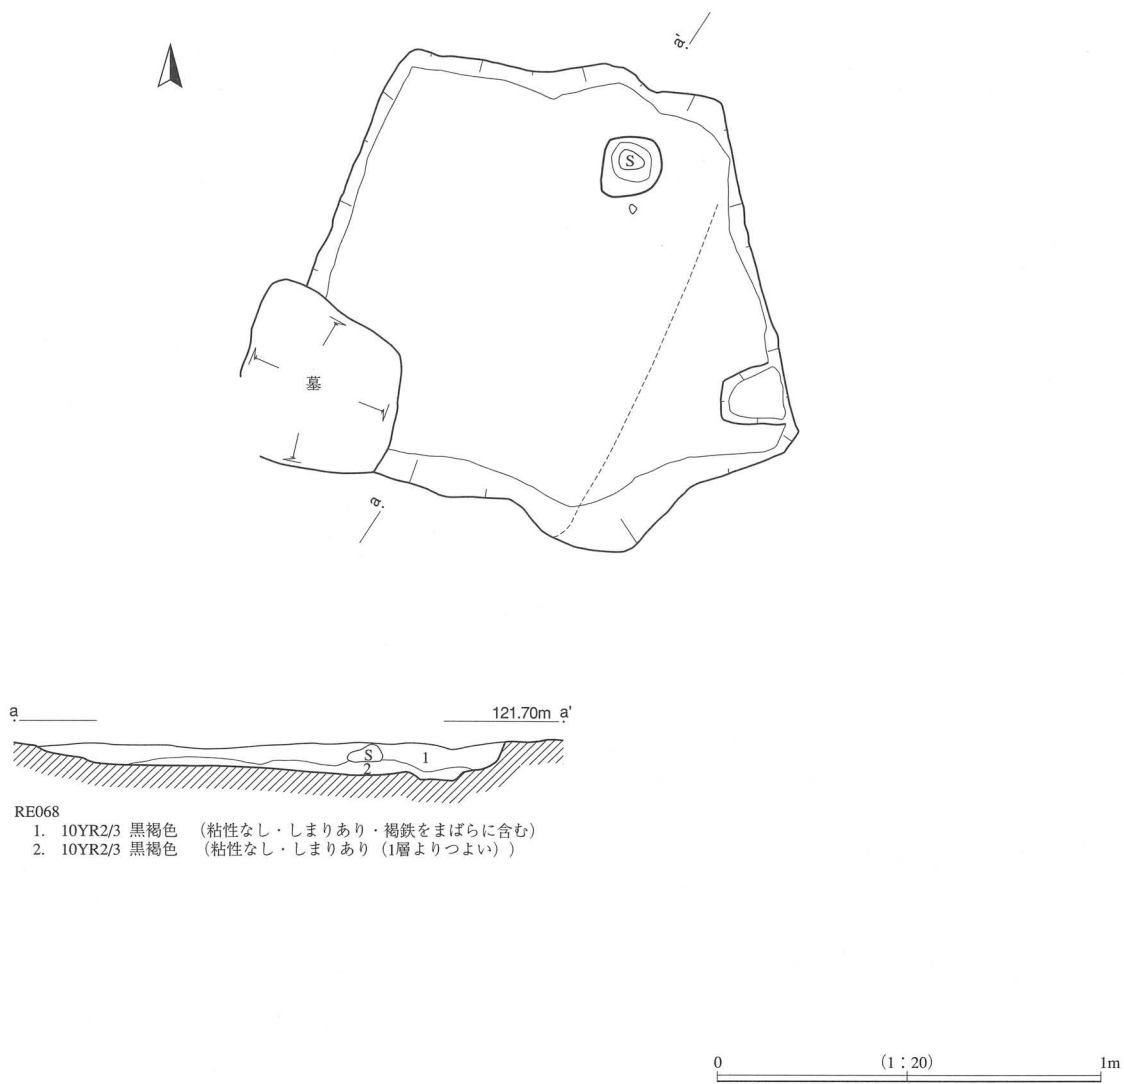 a'.
S
墓
a.
a 121.70m a'
S
1
2
RE068
1. 10YR2/3 黒褐色 （粘性なし・しまりあり・褐鉄をまばらに含む）
2. 10YR2/3 黒褐色 （粘性なし・しまりあり（1層よりつよい））
0 （1：20） 1m